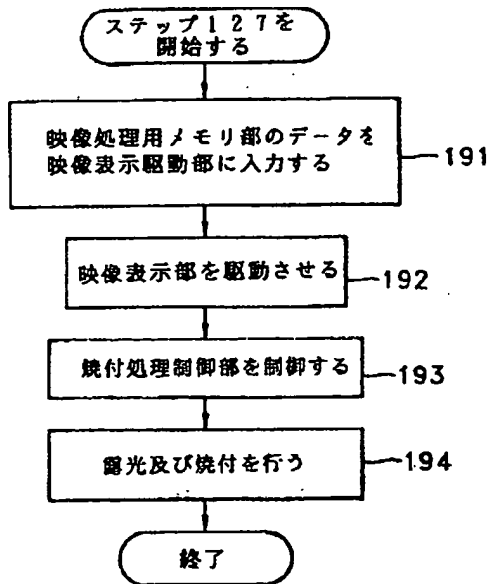 ステップ127を
開始する
映像処理用メモリ部のデータを
映像表示駆動部に入力する
191
映像表示部を駆動させる
192
焼付処理制御部を制御する
193
露光及び焼付を行う
194
終了